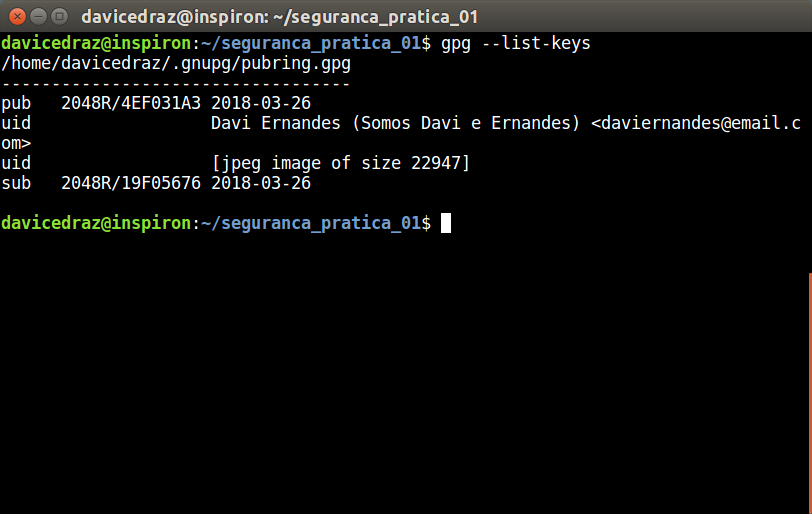 davicedraz@inspiron: ~/seguranca_pratica_01
davicedraz@inspiron:~/seguranca_pratica_01$ gpg --list-keys
/home/davicedraz/.gnupg/pubring.gpg
-----------------------------------
pub   2048R/4EF031A3 2018-03-26
uid                  Davi Ernandes (Somos Davi e Ernandes) <daviernandes@email.c
om>
uid                  [jpeg image of size 22947]
sub   2048R/19F05676 2018-03-26
davicedraz@inspiron:~/seguranca_pratica_01$